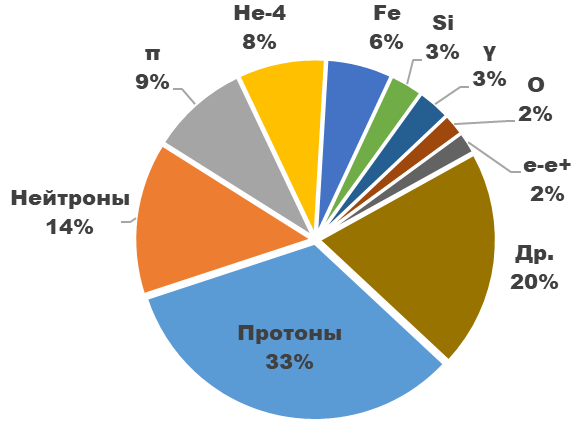 He-4
8%
Fe
6%
Si
3%
γ
3%
O
2%
e-e+
2%
Др.
20%
Протоны
33%
Нейтроны
14%
π
9%